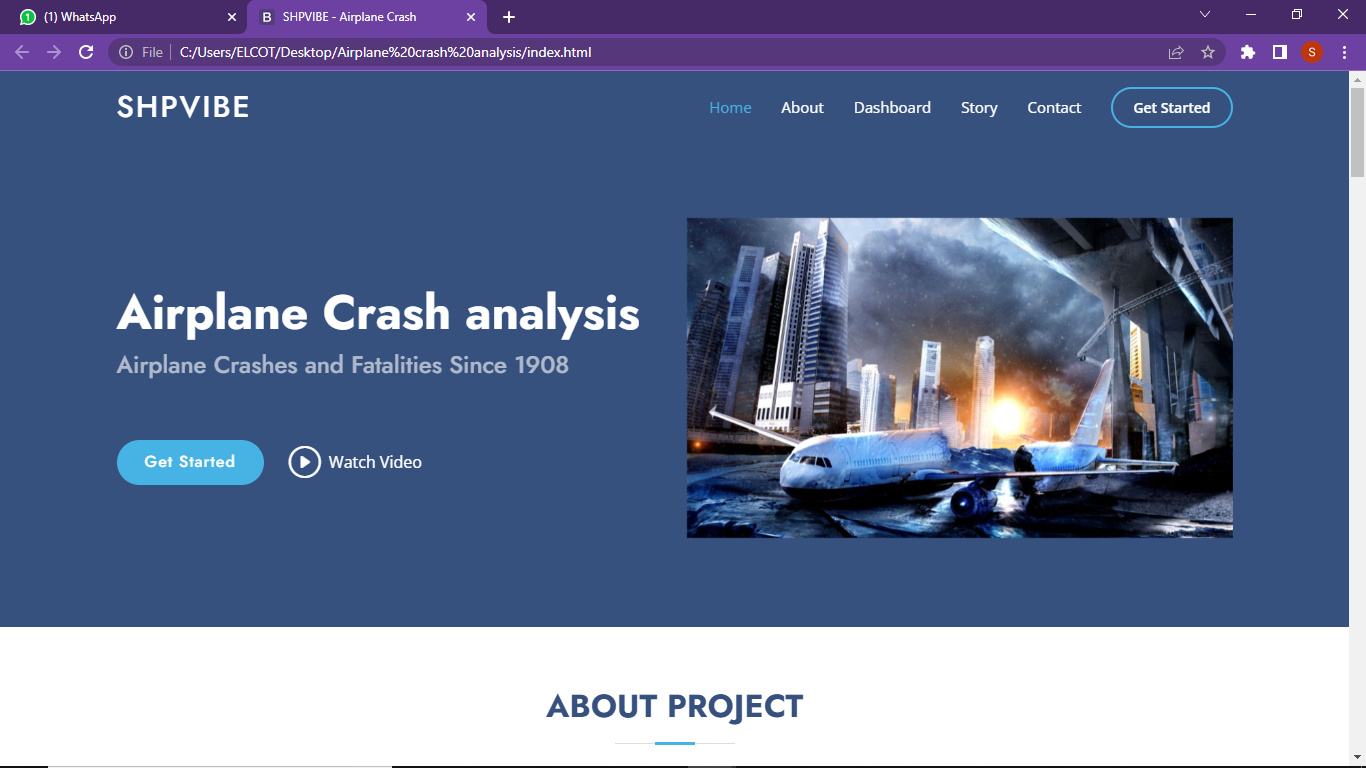 (1) WhatsApp
SHPVIBE - Airplane Crash
File
C:/Users/ELCOT/Desktop/Airplane%20crash%20analysis/index.html
S
SHPVIBE
Home About Dashboard Story Contact Get Started
Airplane Crash analysis
Airplane Crashes and Fatalities Since 1908
Get Started
Watch Video
ABOUT PROJECT